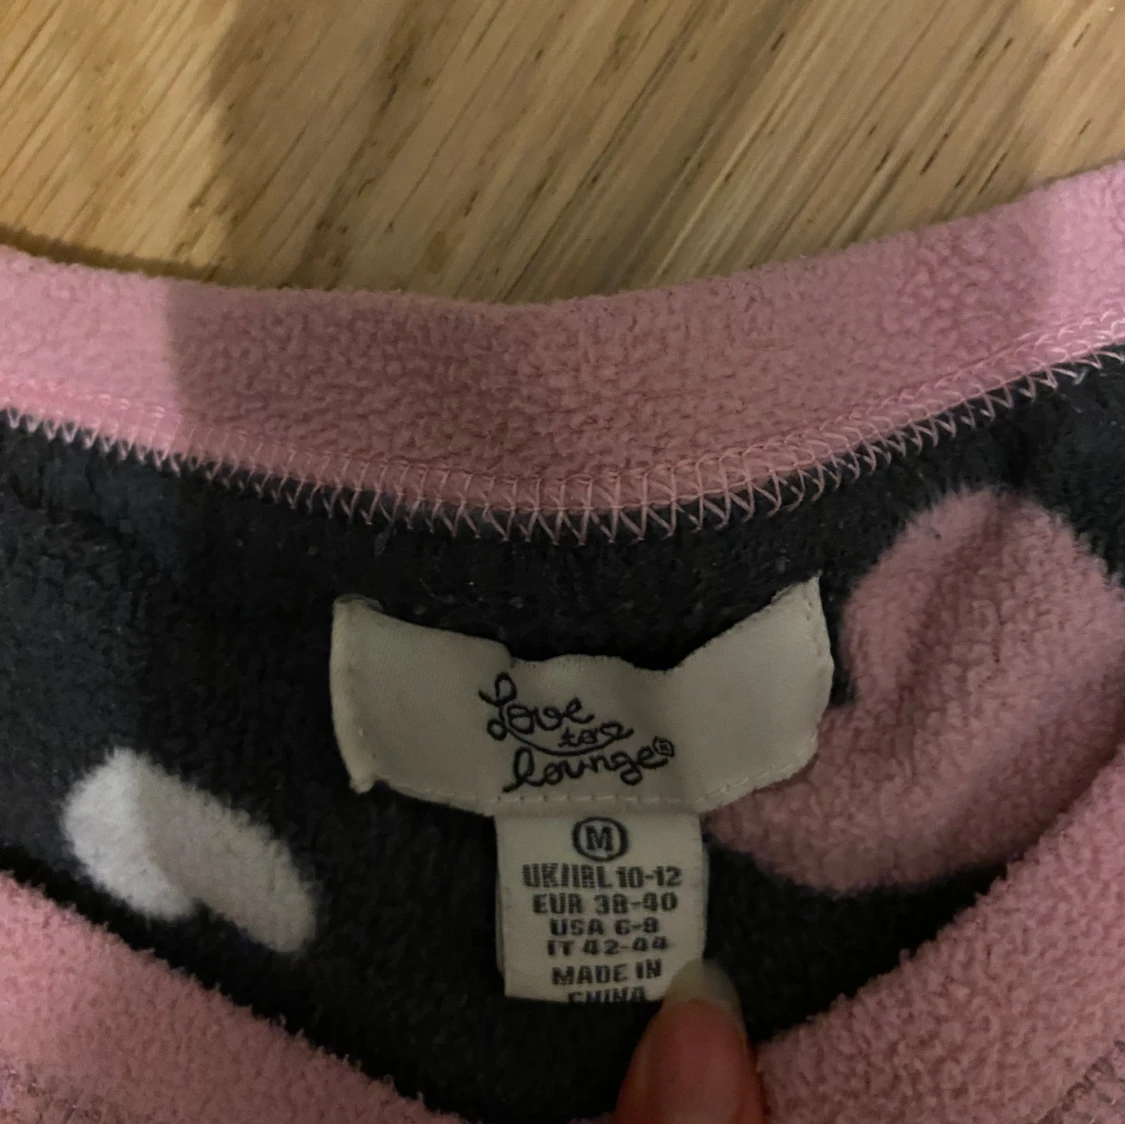 Love
to
lounge®
M
UK/IRL 10-12
EUR 38-40
USA 6-8
IT 42-44
MADE IN
CHINA